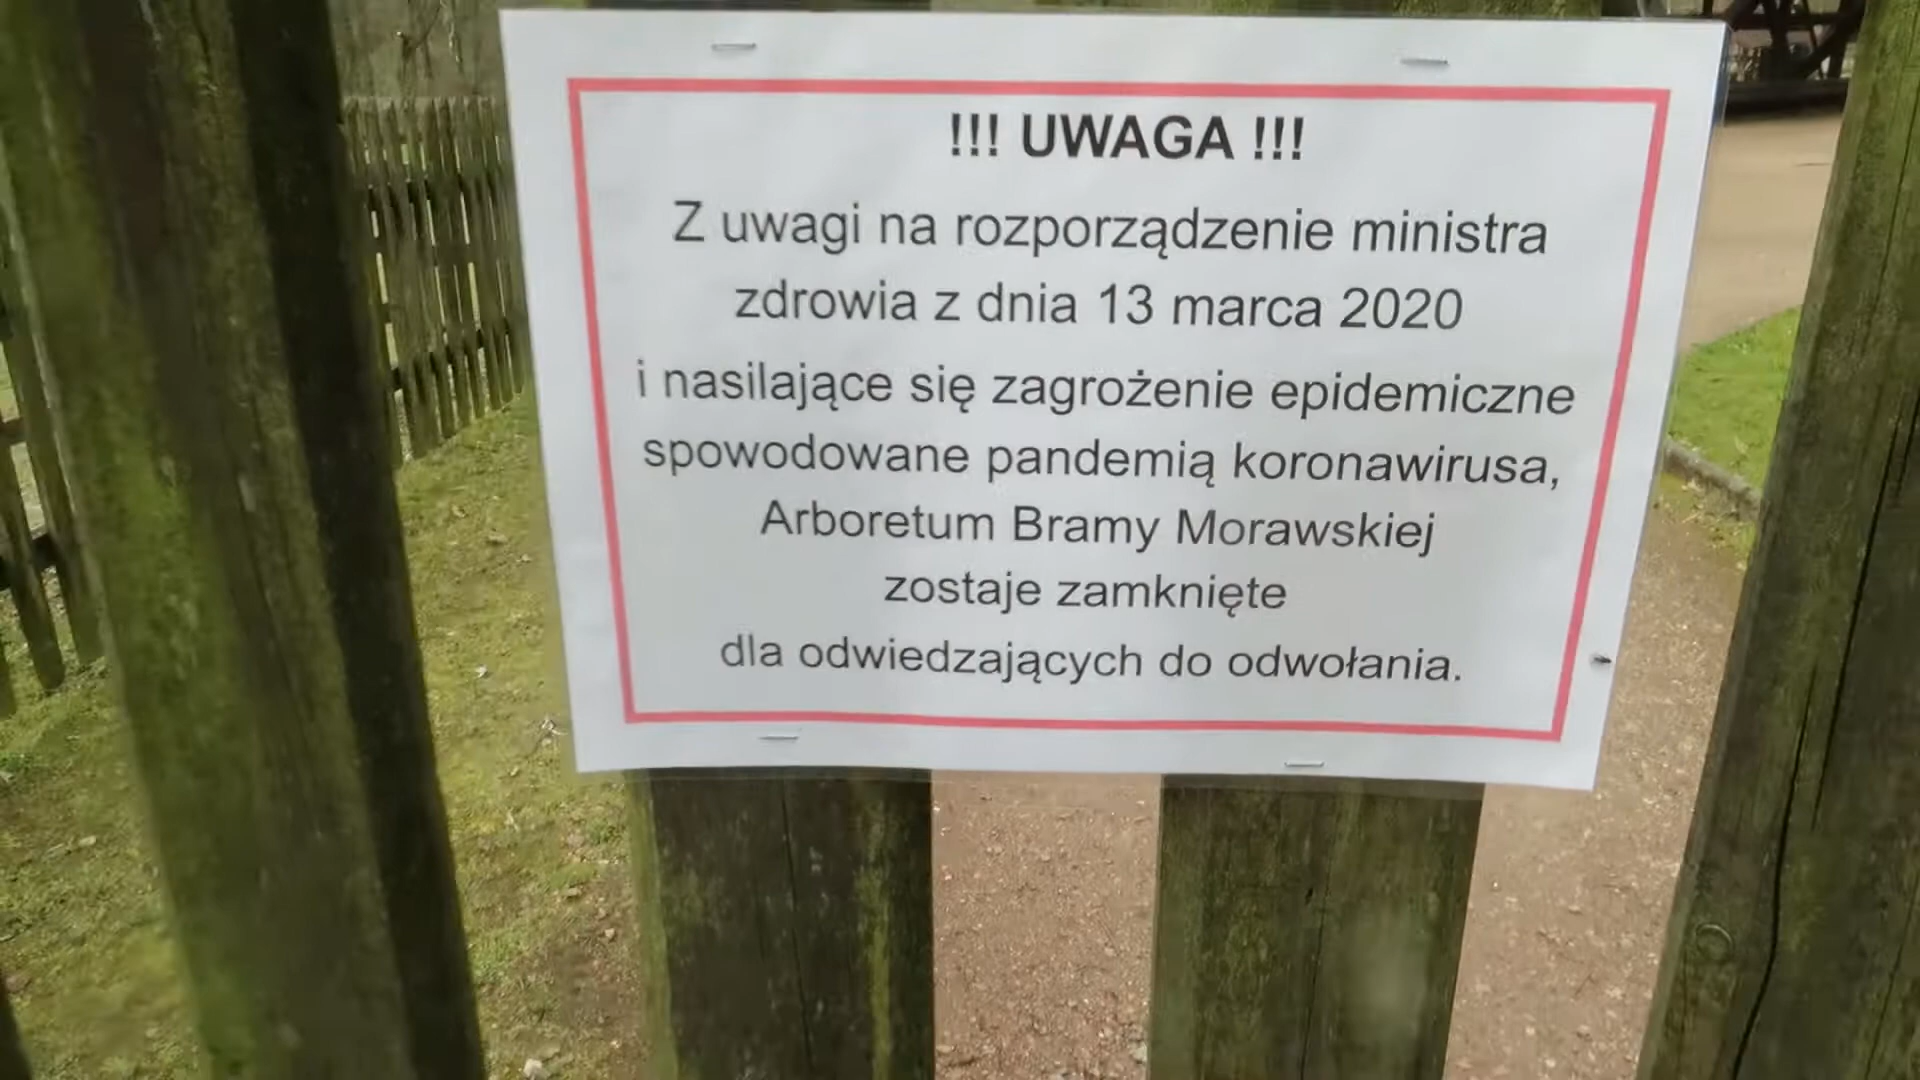 !!! UWAGA !!!
Z uwagi na rozporządzenie ministra
zdrowia z dnia 13 marca 2020
i nasilające się zagrożenie epidemiczne
spowodowane pandemią koronawirusa,
Arboretum Bramy Morawskiej
zostaje zamknięte
dla odwiedzających do odwołania.